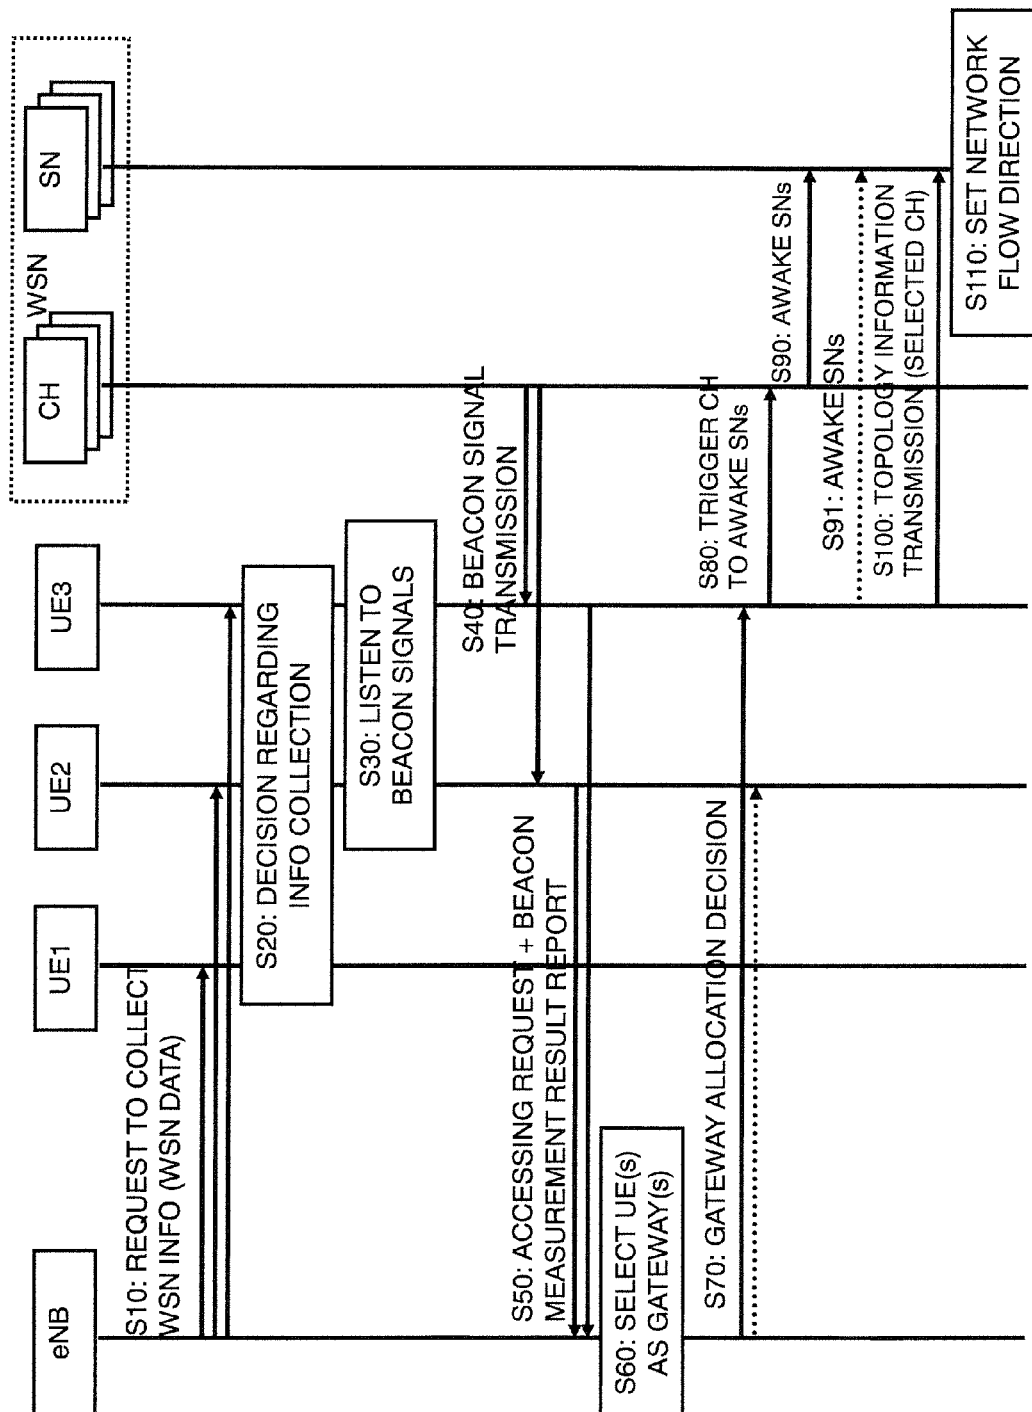 eNB
UE1
UE2
UE3
CH
WSN
SN
S10: REQUEST TO COLLECT
WSN INFO (WSN DATA)
S20: DECISION REGARDING
INFO COLLECTION
S30: LISTEN TO
BEACON SIGNALS
S40: BEACON SIGNAL
TRANSMISSION
S50: ACCESSING REQUEST + BEACON
MEASUREMENT RESULT REPORT
S60: SELECT UE(s)
AS GATEWAY(s)
S70: GATEWAY ALLOCATION DECISION
S80: TRIGGER CH
TO AWAKE SNs
S90: AWAKE SNs
S91: AWAKE SNs
S100: TOPOLOGY INFORMATION
TRANSMISSION (SELECTED CH)
S110: SET NETWORK
FLOW DIRECTION